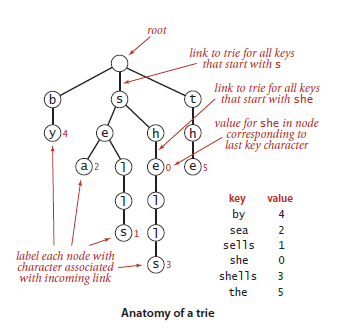 root
link to trie for all keys
that start with s
link to trie for all keys
that start with she
b
s
t
value for she in node
corresponding to
last key character
y 4
e
h
h
a 2
l
e 0
e 5
l
l
key value
by 4
s 1
l
sea 2
sells 1
label each node with
character associated
with incoming link
s 3
she 0
shells 3
the 5
Anatomy of a trie